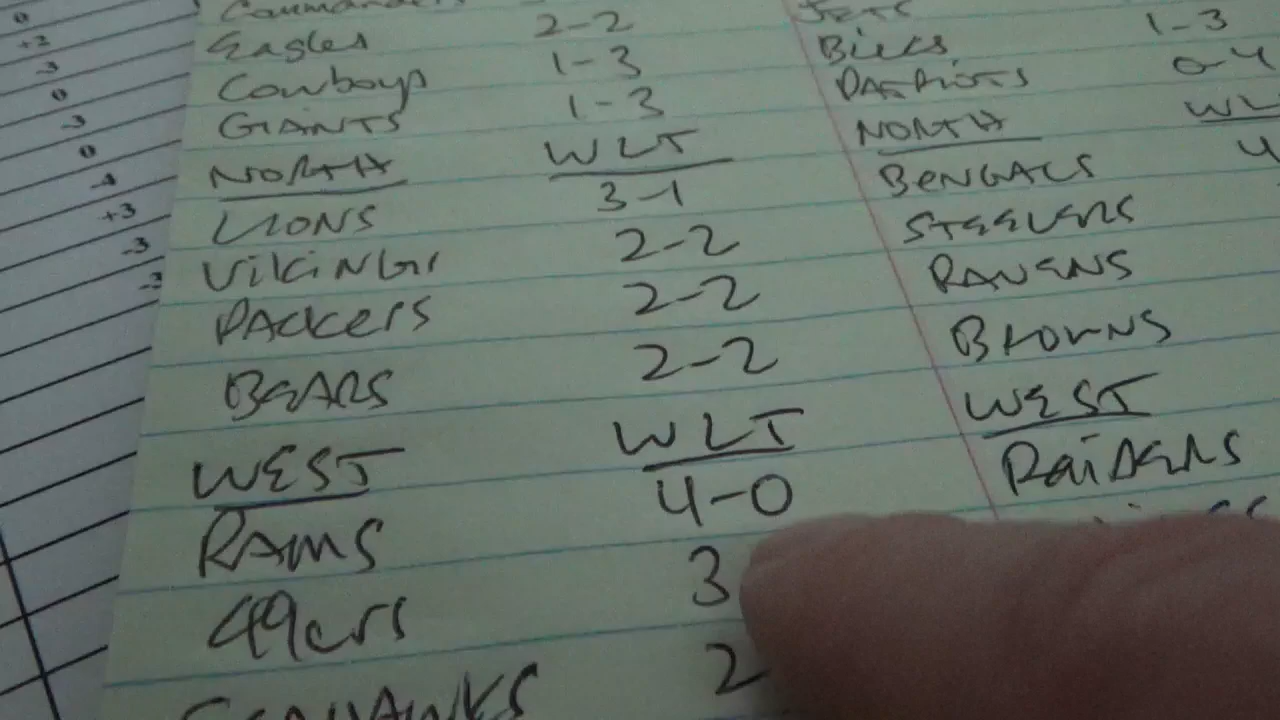 0
+2
-3
0
-3
0
+3
-3
-3
Eagles 2-2
Cowboys 1-3
GIANTS 1-3
NORTH WLT
LIONS 3-1
VikiNGs 2-2
PAckers 2-2
BEARS 2-2
WEST WLT
RAMS 4-0
49ers 3
SEAHAWKS 2
JETS
Bills 1-3
PATRiOTS 0-4
NORTH WL
BENGALS 4
STEELERS
RAVENS
BROWNS
WEST
RaiDERS